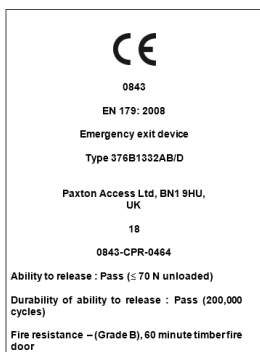 CE
0843
EN 179: 2008
Emergency exit device
Type 376B1332AB/D
Paxton Access Ltd, BN1 9HU,
UK
18
0843-CPR-0464
Ability to release : Pass (≤ 70 N unloaded)
Durability of ability to release : Pass (200,000
cycles)
Fire resistance – (Grade B), 60 minute timber fire
door